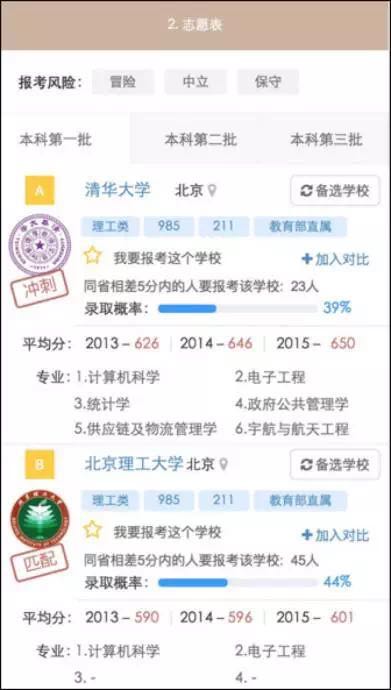 2. 志愿表
报考风险: 冒险 中立 保守
本科第一批 本科第二批 本科第三批
A 清华大学 北京 备选学校
理工类 985 211 教育部直属
冲刺
我要报考这个学校 +加入对比
同省相差5分内的人要报考该学校: 23人
录取概率: 39%
平均分: 2013 – 626 2014 – 646 2015 – 650
专业: 1.计算机科学 2.电子工程
3.统计学 4.政府公共管理学
5.供应链及物流管理学 6.宇航与航天工程
B 北京理工大学 北京 备选学校
理工类 985 211 教育部直属
匹配
我要报考这个学校 +加入对比
同省相差5分内的人要报考该学校: 45人
录取概率: 44%
平均分: 2013 – 590 2014 – 596 2015 – 601
专业: 1.计算机科学 2.电子工程
3. - 4. -